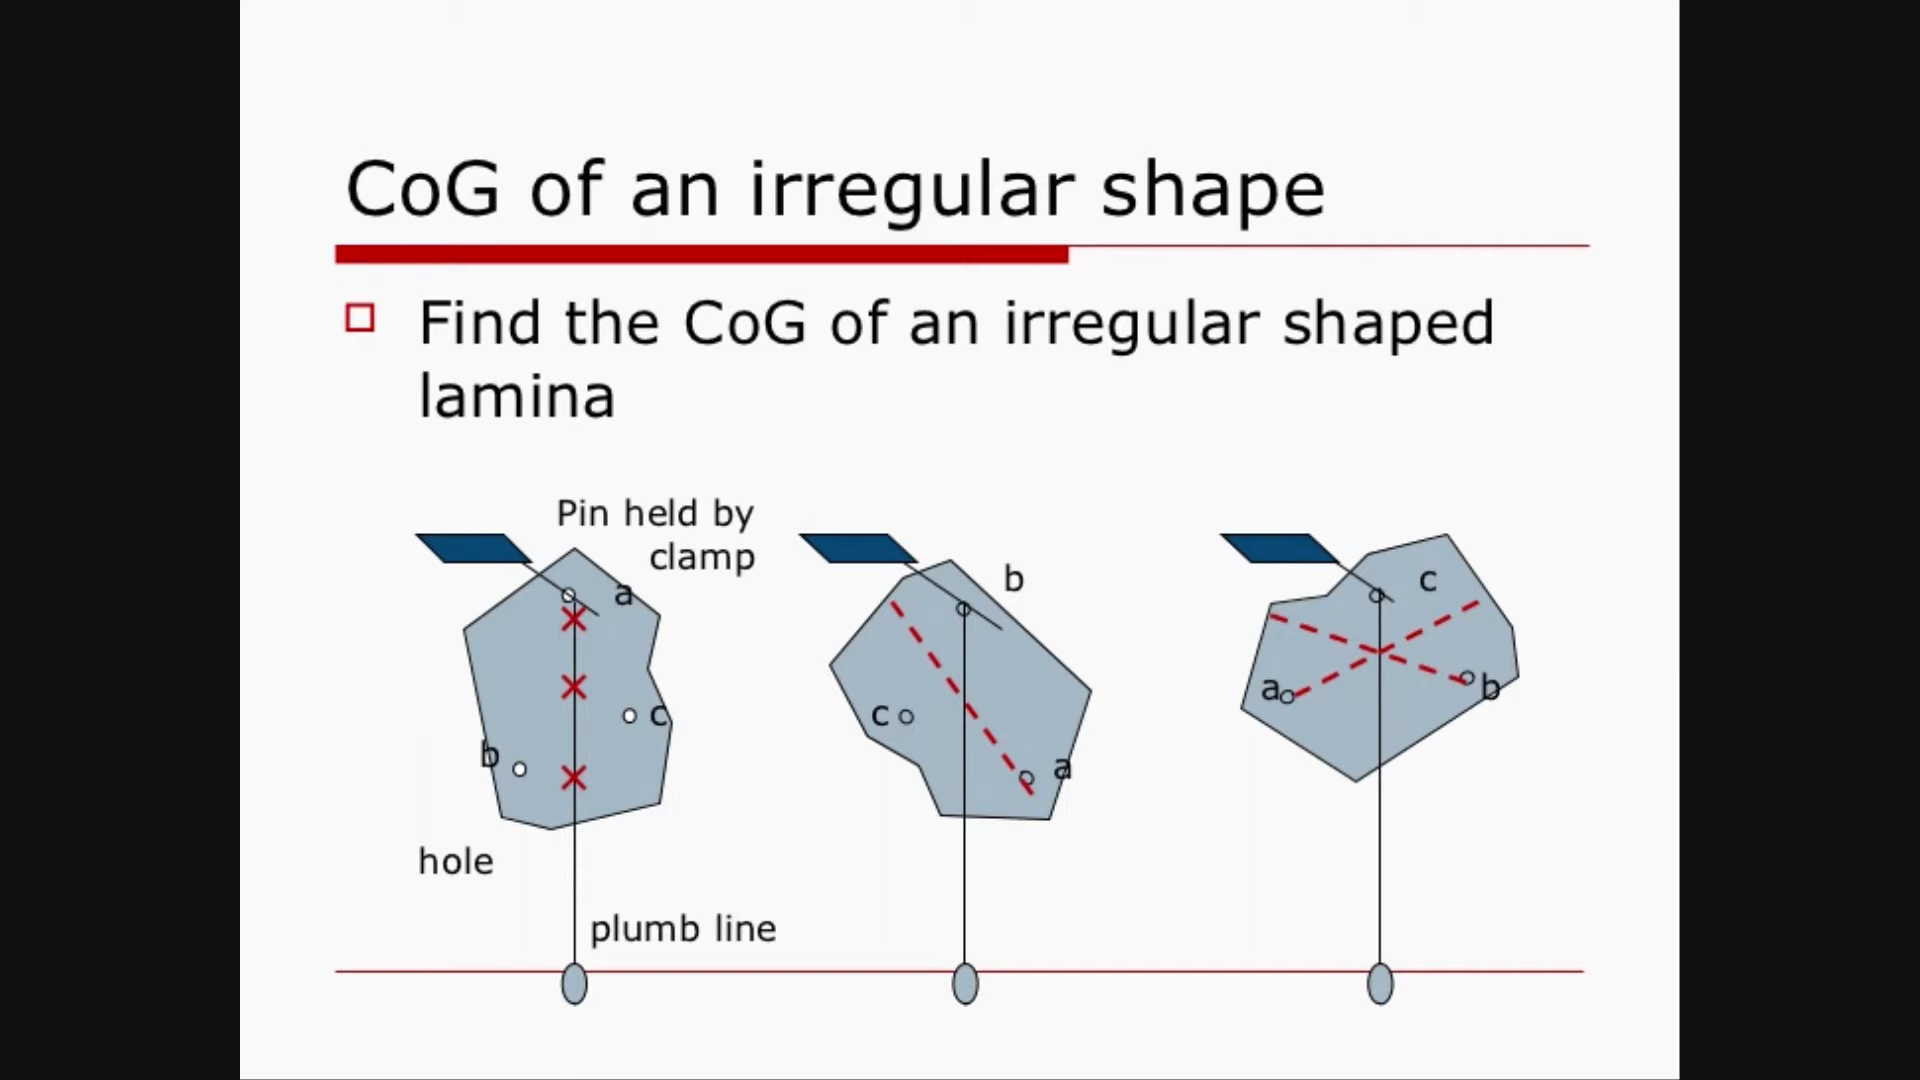 CoG of an irregular shape
Find the CoG of an irregular shaped
lamina
Pin held by
clamp
a
c
b
hole
plumb line
b
c
a
c
a
b